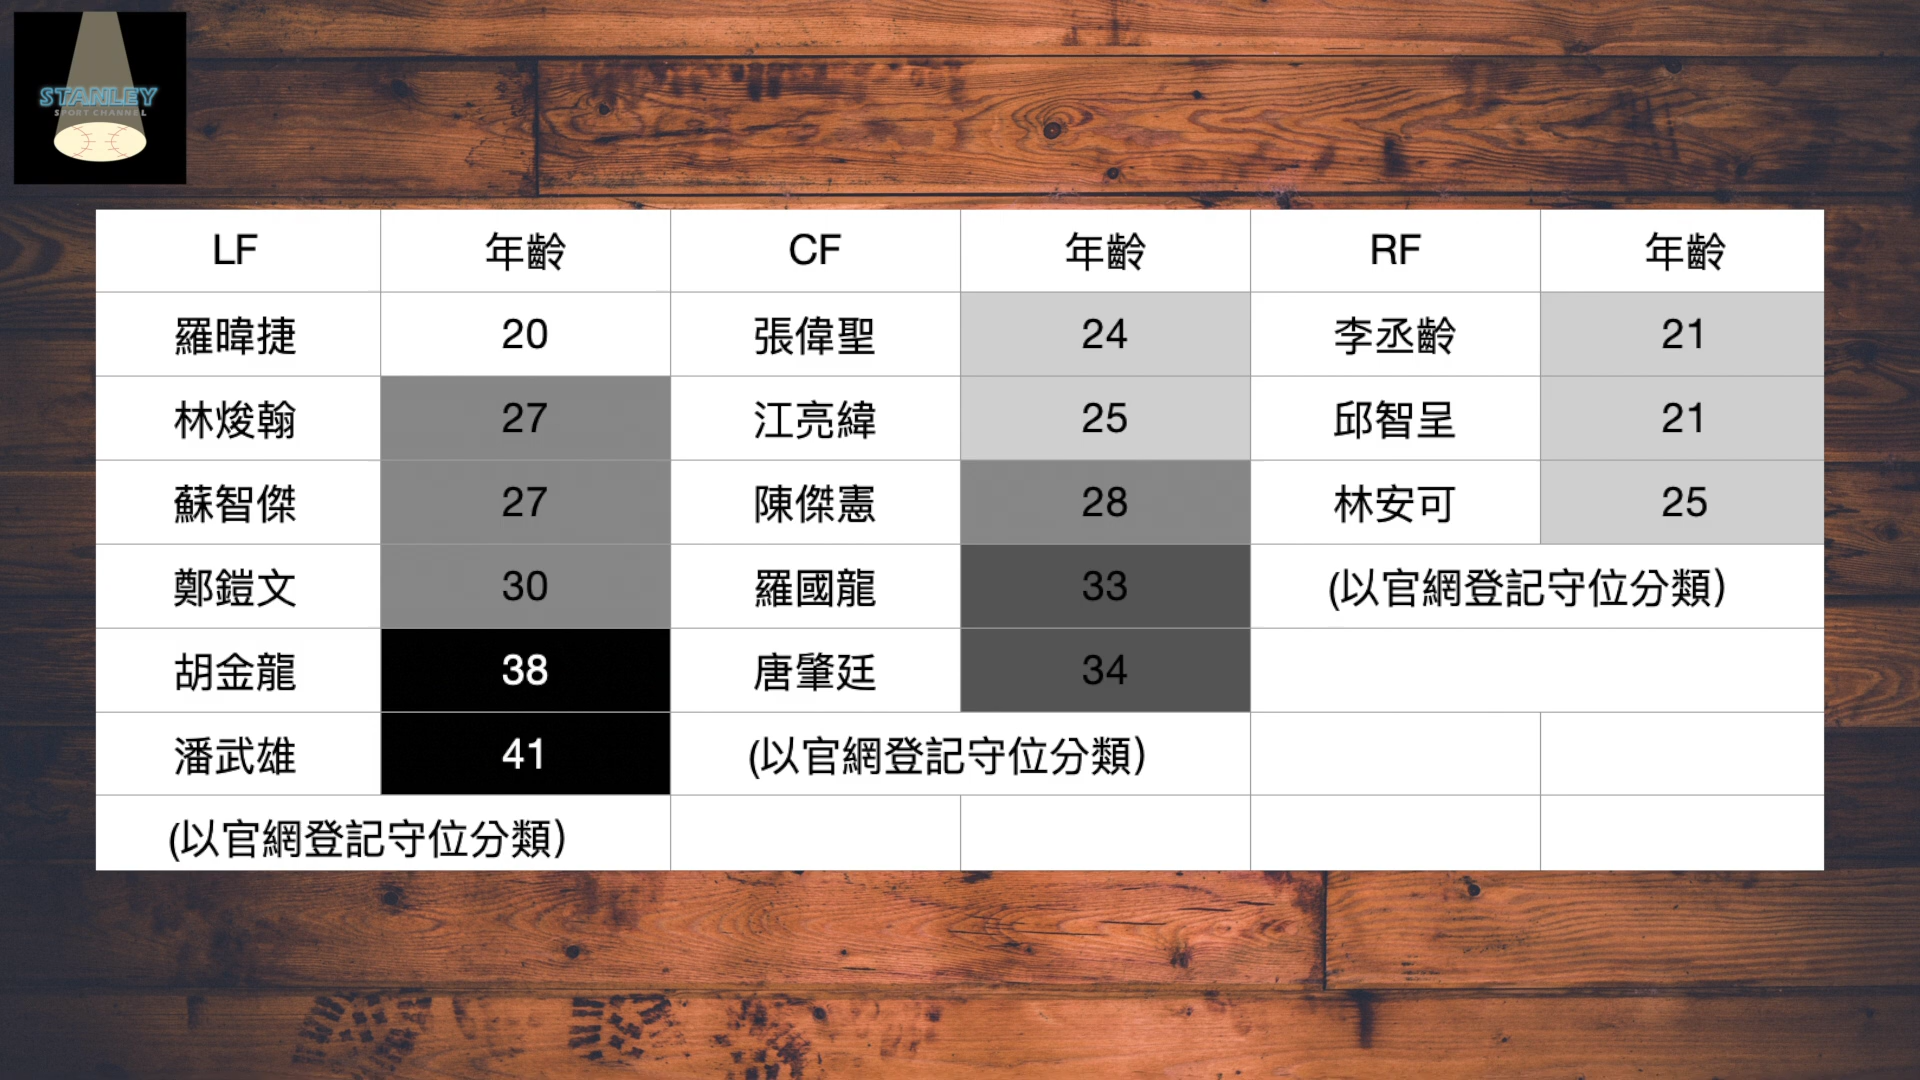 STANLEY
SPORT CHANNEL
LF 年齡 CF 年齡 RF 年齡
羅暐捷 20 張偉聖 24 李丞齡 21
林焌翰 27 江亮緯 25 邱智呈 21
蘇智傑 27 陳傑憲 28 林安可 25
鄭鎧文 30 羅國龍 33 (以官網登記守位分類)
胡金龍 38 唐肇廷 34
潘武雄 41 (以官網登記守位分類)
(以官網登記守位分類)